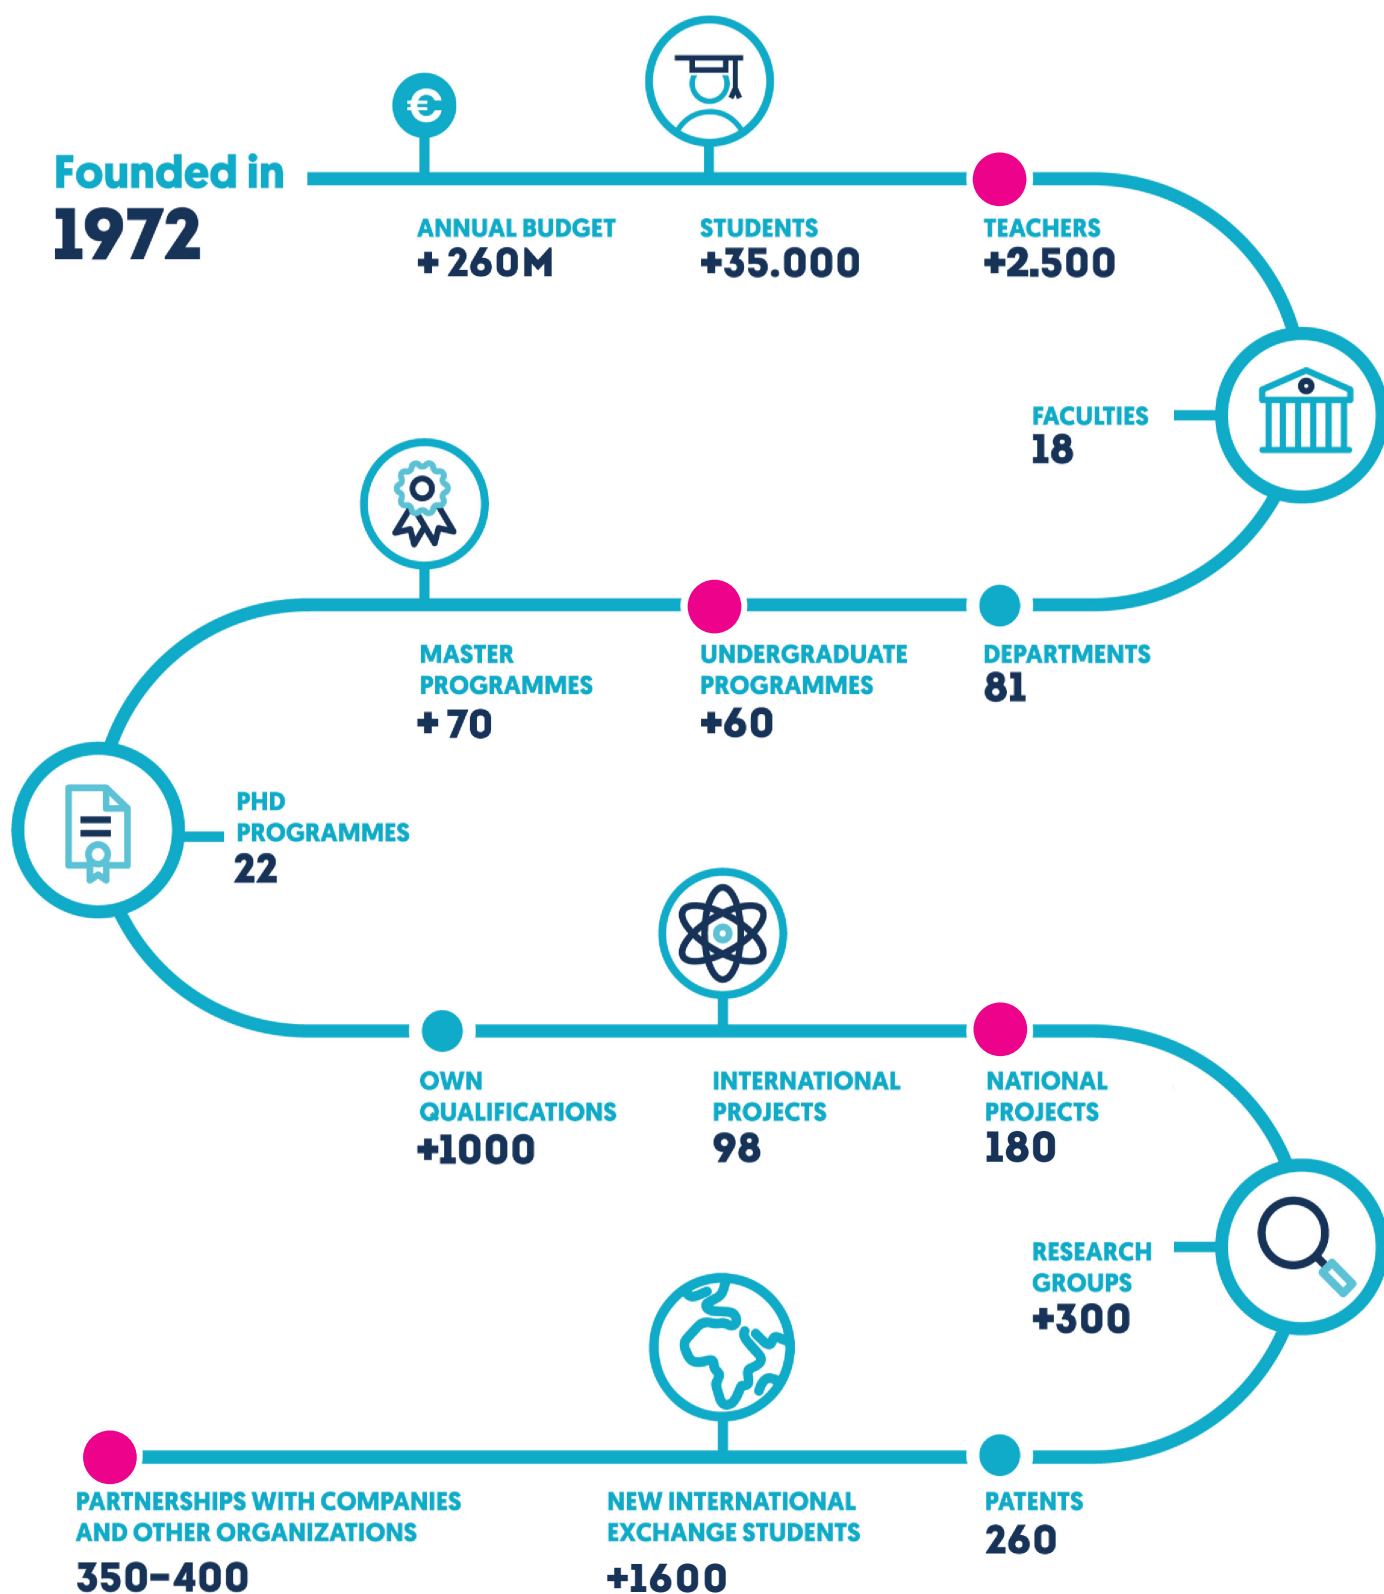 Founded in
1972
€
ANNUAL BUDGET
+ 260M
STUDENTS
+35.000
TEACHERS
+2.500
FACULTIES
18
DEPARTMENTS
81
UNDERGRADUATE
PROGRAMMES
+60
MASTER
PROGRAMMES
+ 70
PHD
PROGRAMMES
22
OWN
QUALIFICATIONS
+1000
INTERNATIONAL
PROJECTS
98
NATIONAL
PROJECTS
180
RESEARCH
GROUPS
+300
PATENTS
260
NEW INTERNATIONAL
EXCHANGE STUDENTS
+1600
PARTNERSHIPS WITH COMPANIES
AND OTHER ORGANIZATIONS
350-400